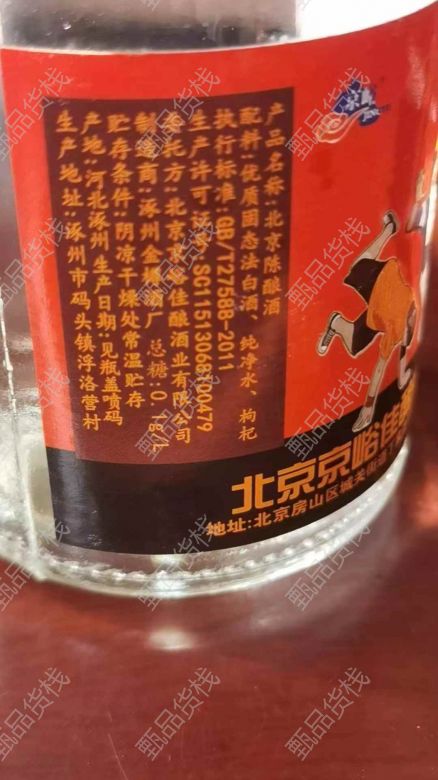 产品名称:北京陈酿酒
配料:优质固态法白酒、纯净水、枸杞
执行标准:GB/T27588-2011
生产许可证:SC11513068100479
委托方:北京京峪佳酿酒业有限公司
制造商:涿州金 酒厂 总糖:0.1g/L
贮存条件:阴凉干燥处常温贮存
产地:河北涿州 生产日期:见瓶盖喷码
生产地址:涿州市码头镇浮洛营村
京峪
北京京峪佳
地址:北京房山区城关街道
甄品货栈